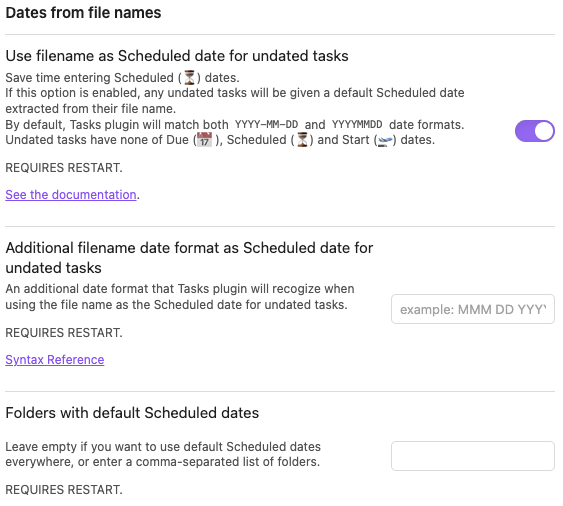 Dates from file names
Use filename as Scheduled date for undated tasks
Save time entering Scheduled (⏳) dates.
If this option is enabled, any undated tasks will be given a default Scheduled date
extracted from their file name.
By default, Tasks plugin will match both YYYY-MM-DD and YYYYMMDD date formats.
Undated tasks have none of Due (📅 ), Scheduled (⏳) and Start (🛫) dates.
REQUIRES RESTART.
See the documentation.
Additional filename date format as Scheduled date for
undated tasks
An additional date format that Tasks plugin will recogize when
using the file name as the Scheduled date for undated tasks.
example: MMM DD YYY
REQUIRES RESTART.
Syntax Reference
Folders with default Scheduled dates
Leave empty if you want to use default Scheduled dates
everywhere, or enter a comma-separated list of folders.
REQUIRES RESTART.